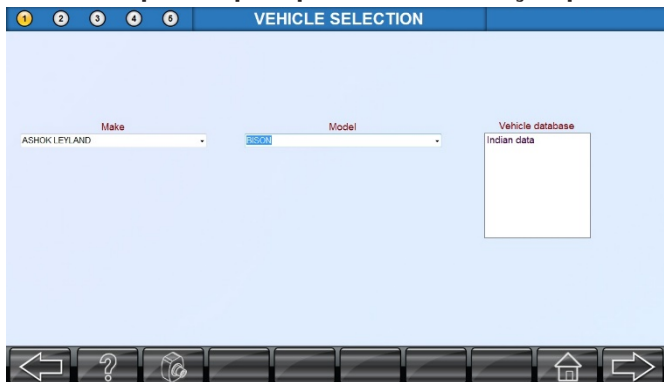 1 2 3 4 5 VEHICLE SELECTION
Make Model Vehicle database
ASHOK LEYLAND BISON Indian data
?